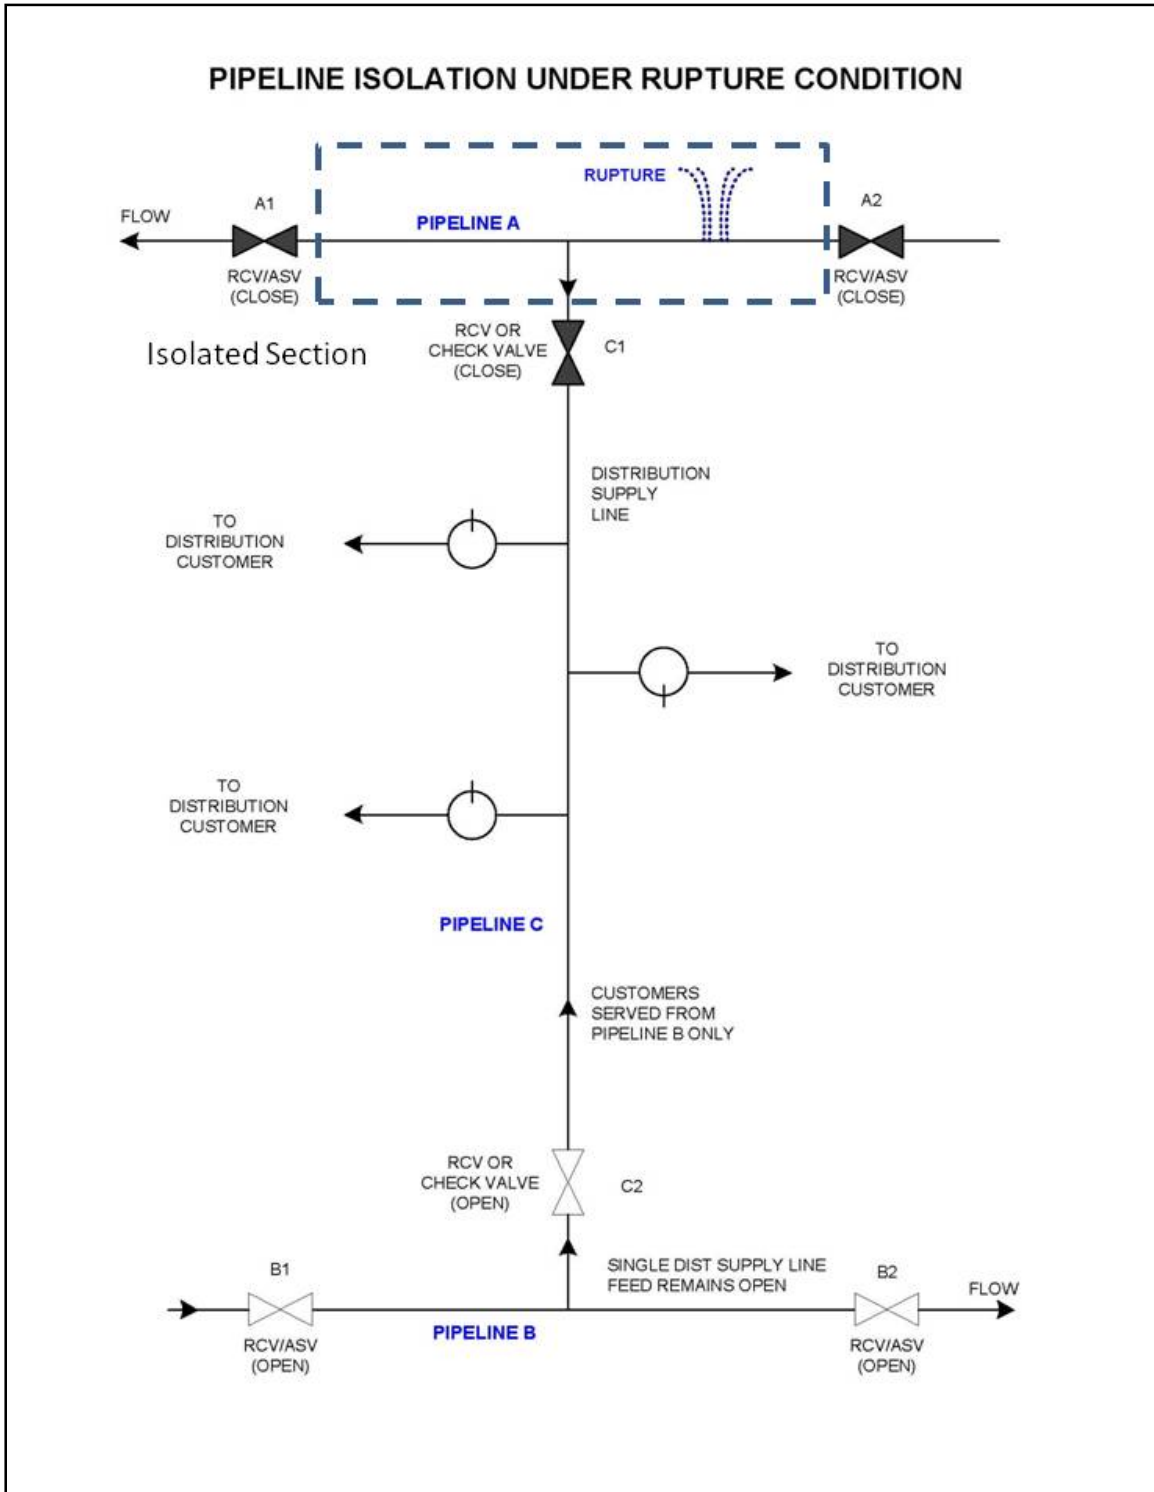 PIPELINE ISOLATION UNDER RUPTURE CONDITION
RUPTURE
A1
A2
FLOW
PIPELINE A
RCV/ASV
(CLOSE)
RCV/ASV
(CLOSE)
Isolated Section
RCV OR
CHECK VALVE
(CLOSE)
C1
DISTRIBUTION
SUPPLY
LINE
TO
DISTRIBUTION
CUSTOMER
TO
DISTRIBUTION
CUSTOMER
TO
DISTRIBUTION
CUSTOMER
PIPELINE C
CUSTOMERS
SERVED FROM
PIPELINE B ONLY
RCV OR
CHECK VALVE
(OPEN)
C2
SINGLE DIST SUPPLY LINE
FEED REMAINS OPEN
B1
B2
FLOW
PIPELINE B
RCV/ASV
(OPEN)
RCV/ASV
(OPEN)